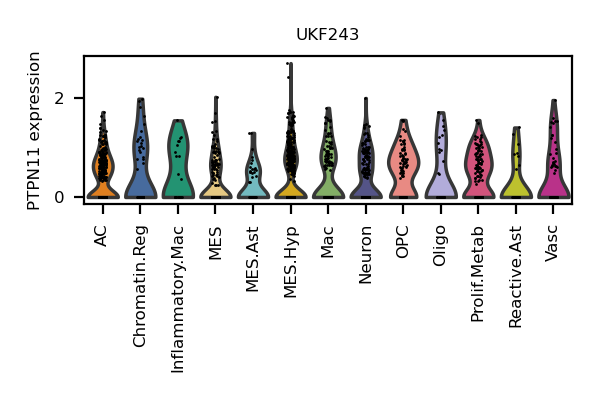 UKF243
PTPN11 expression
2
0
AC
Chromatin.Reg
Inflammatory.Mac
MES
MES.Ast
MES.Hyp
Mac
Neuron
OPC
Oligo
Prolif.Metab
Reactive.Ast
Vasc